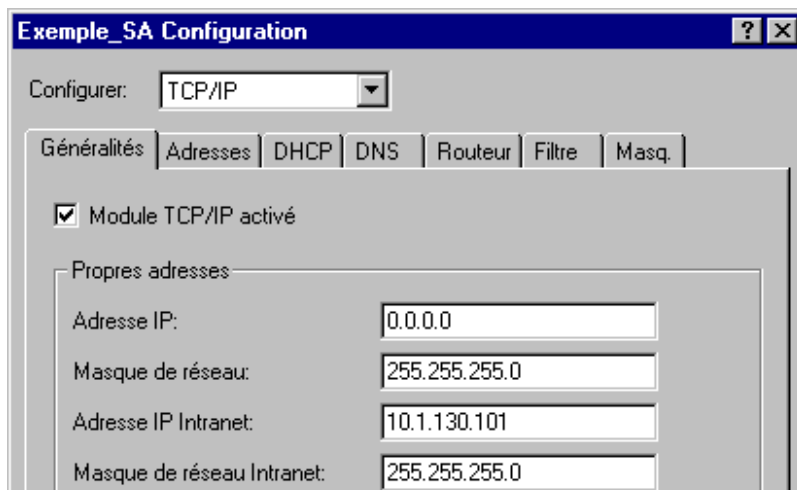 Exemple_SA Configuration
Configurer: TCP/IP
Généralités Adresses DHCP DNS Routeur Filtre Masq.
Module TCP/IP activé
Propres adresses
Adresse IP: 0.0.0.0
Masque de réseau: 255.255.255.0
Adresse IP Intranet: 10.1.130.101
Masque de réseau Intranet: 255.255.255.0